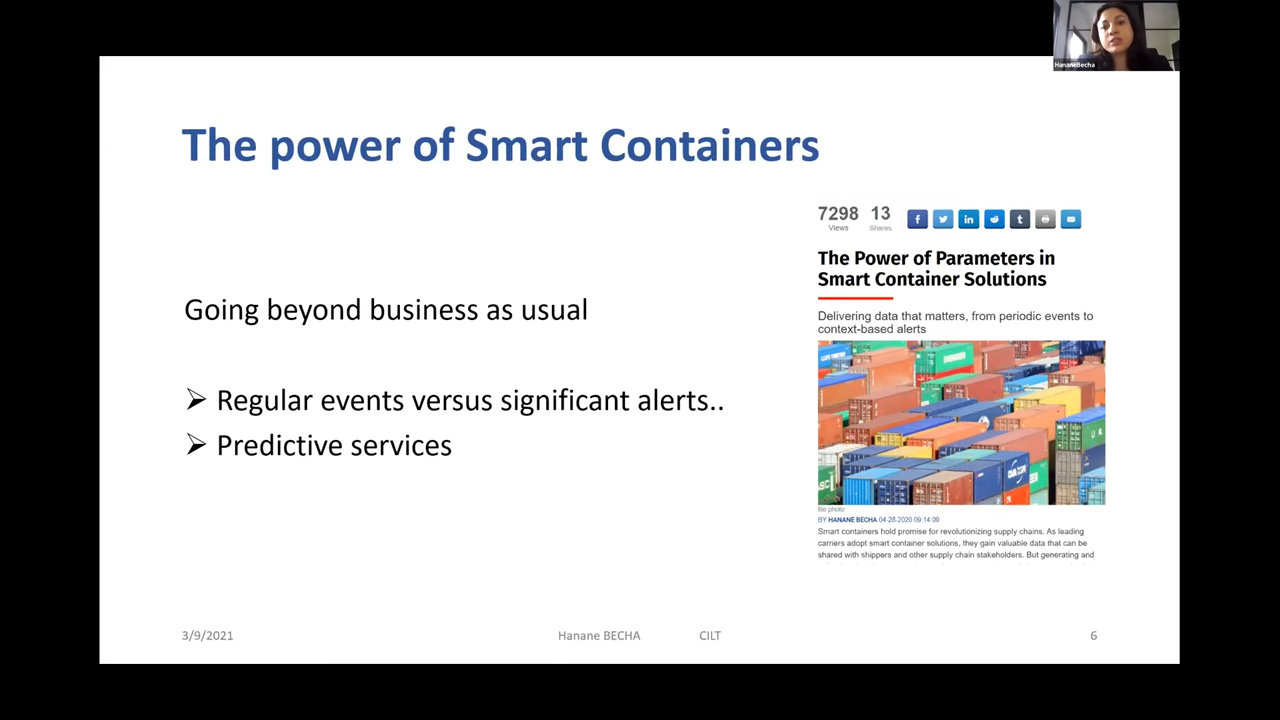 HananeBecha
The power of Smart Containers
7298 13
Views Shares
The Power of Parameters in
Smart Container Solutions
Going beyond business as usual
Delivering data that matters, from periodic events to
context-based alerts
Regular events versus significant alerts..
Predictive services
file photo
BY HANANE BECHA 04-28-2020 09:14:09
Smart containers hold promise for revolutionizing supply chains. As leading
carriers adopt smart container solutions, they gain valuable data that can be
shared with shippers and other supply chain stakeholders. But generating and
3/9/2021 Hanane BECHA CILT 6